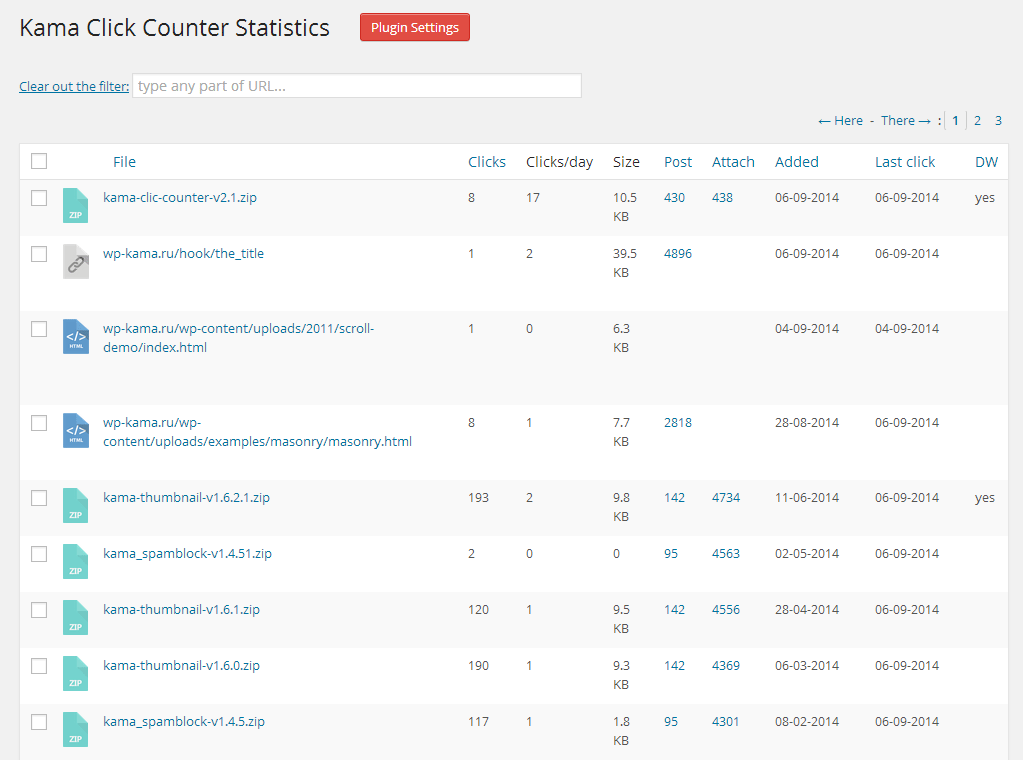 Kama Click Counter Statistics Plugin Settings
Clear out the filter: type any part of URL...
← Here - There → : 1 2 3
File Clicks Clicks/day Size Post Attach Added Last click DW
ZIP kama-clic-counter-v2.1.zip 8 17 10.5 KB 430 438 06-09-2014 06-09-2014 yes
wp-kama.ru/hook/the_title 1 2 39.5 KB 4896 06-09-2014 06-09-2014
</> HTML wp-kama.ru/wp-content/uploads/2011/scroll-
demo/index.html 1 0 6.3 KB 04-09-2014 04-09-2014
</> HTML wp-kama.ru/wp-
content/uploads/examples/masonry/masonry.html 8 1 7.7 KB 2818 28-08-2014 06-09-2014
ZIP kama-thumbnail-v1.6.2.1.zip 193 2 9.8 KB 142 4734 11-06-2014 06-09-2014 yes
ZIP kama_spamblock-v1.4.51.zip 2 0 0 95 4563 02-05-2014 06-09-2014
ZIP kama-thumbnail-v1.6.1.zip 120 1 9.5 KB 142 4556 28-04-2014 06-09-2014
ZIP kama-thumbnail-v1.6.0.zip 190 1 9.3 KB 142 4369 06-03-2014 06-09-2014
ZIP kama_spamblock-v1.4.5.zip 117 1 1.8 KB 95 4301 08-02-2014 06-09-2014